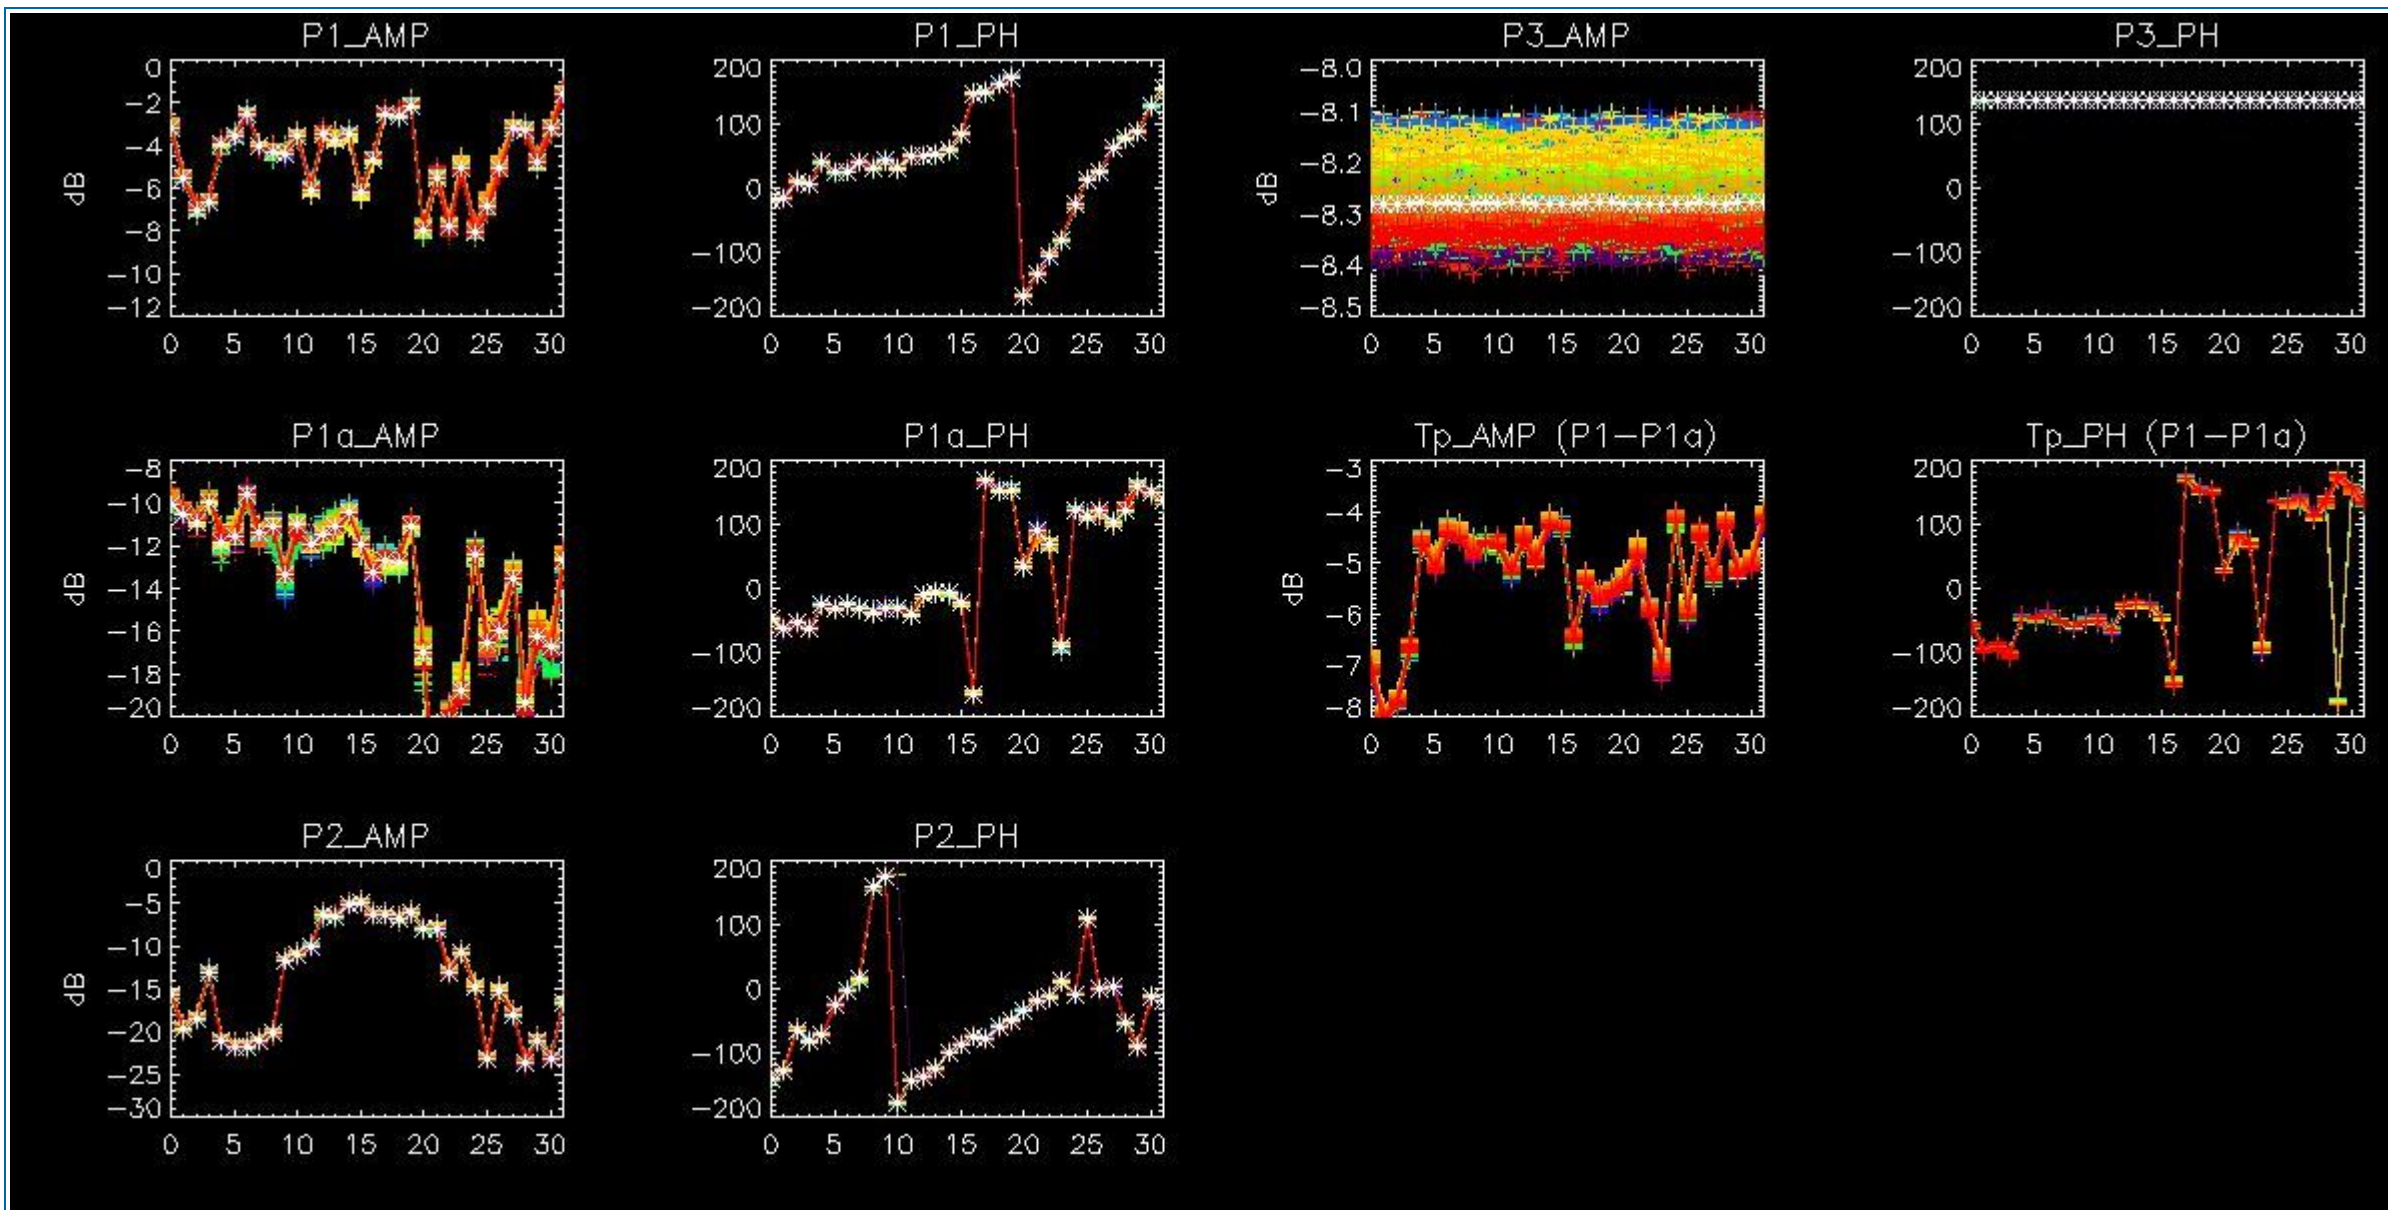 P1_AMP
P1_PH
P3_AMP
P3_PH
0
−2
−4
−6
−8
−10
−12
dB
0 5 10 15 20 25 30
200
100
0
−100
−200
0 5 10 15 20 25 30
−8.0
−8.1
−8.2
−8.3
−8.4
−8.5
dB
0 5 10 15 20 25 30
200
100
0
−100
−200
0 5 10 15 20 25 30
P1a_AMP
P1a_PH
Tp_AMP (P1−P1a)
Tp_PH (P1−P1a)
−8
−10
−12
−14
−16
−18
−20
dB
0 5 10 15 20 25 30
200
100
0
−100
−200
0 5 10 15 20 25 30
−3
−4
−5
−6
−7
−8
dB
0 5 10 15 20 25 30
200
100
0
−100
−200
0 5 10 15 20 25 30
P2_AMP
P2_PH
0
−5
−10
−15
−20
−25
−30
dB
0 5 10 15 20 25 30
200
100
0
−100
−200
0 5 10 15 20 25 30